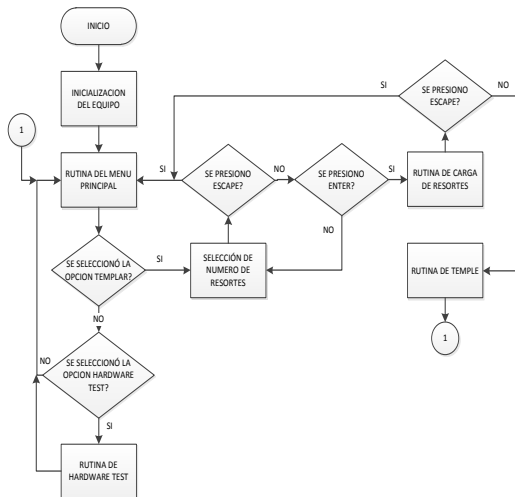 INICIO
INICIALIZACION
DEL EQUIPO
1
RUTINA DEL MENU
PRINCIPAL
SI
SE PRESIONO
ESCAPE?
NO
SE PRESIONO
ENTER?
SI
RUTINA DE CARGA
DE RESORTES
SI
SE PRESIONO
ESCAPE?
NO
SE SELECCIONÓ LA
OPCION TEMPLAR?
SI
SELECCIÓN DE
NUMERO DE
RESORTES
NO
RUTINA DE TEMPLE
1
NO
NO
SE SELECCIONÓ LA
OPCION HARDWARE
TEST?
SI
RUTINA DE
HARDWARE TEST